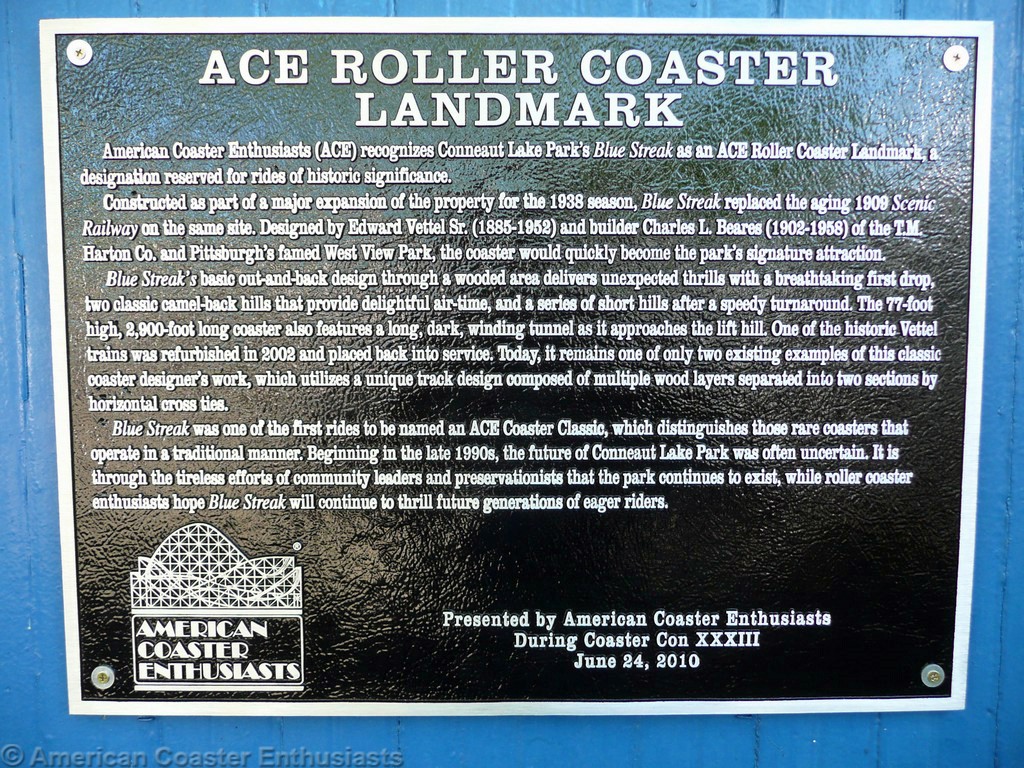 ACE ROLLER COASTER
LANDMARK
American Coaster Enthusiasts (ACE) recognizes Conneaut Lake Park's Blue Streak as an ACE Roller Coaster Landmark, a
designation reserved for rides of historic significance.
Constructed as part of a major expansion of the property for the 1938 season, Blue Streak replaced the aging 1909 Scenic
Railway on the same site. Designed by Edward Vettel Sr. (1885-1952) and builder Charles L. Beares (1902-1958) of the T.M.
Harton Co. and Pittsburgh's famed West View Park, the coaster would quickly become the park's signature attraction.
Blue Streak's basic out-and-back design through a wooded area delivers unexpected thrills with a breathtaking first drop,
two classic camel-back hills that provide delightful air-time, and a series of short hills after a speedy turnaround. The 77-foot
high, 2,900-foot long coaster also features a long, dark, winding tunnel as it approaches the lift hill. One of the historic Vettel
trains was refurbished in 2002 and placed back into service. Today, it remains one of only two existing examples of this classic
coaster designer's work, which utilizes a unique track design composed of multiple wood layers separated into two sections by
horizontal cross ties.
Blue Streak was one of the first rides to be named an ACE Coaster Classic, which distinguishes those rare coasters that
operate in a traditional manner. Beginning in the late 1990s, the future of Conneaut Lake Park was often uncertain. It is
through the tireless efforts of community leaders and preservationists that the park continues to exist, while roller coaster
enthusiasts hope Blue Streak will continue to thrill future generations of eager riders.
®
AMERICAN
COASTER
ENTHUSIASTS
Presented by American Coaster Enthusiasts
During Coaster Con XXXIII
June 24, 2010
© American Coaster Enthusiasts